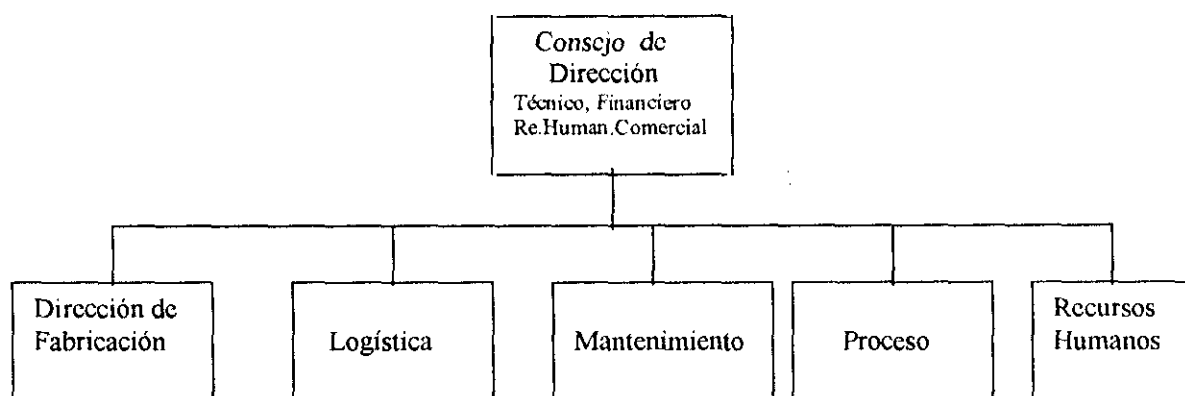 Consejo de
Dirección
Técnico, Financiero
Re.Human.Comercial
Dirección de
Fabricación
Logística
Mantenimiento
Proceso
Recursos
Humanos